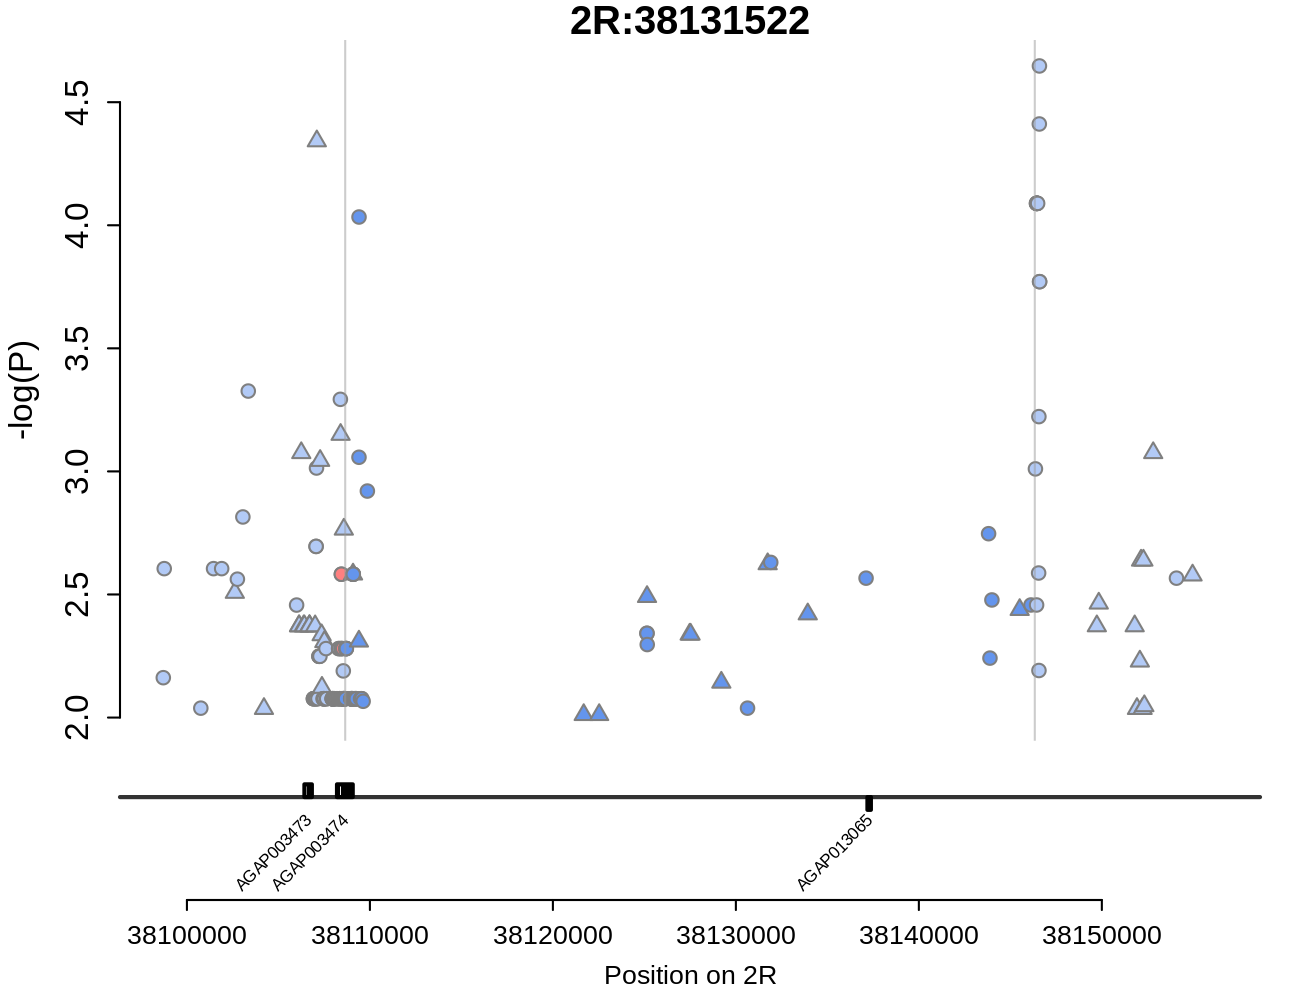 2R:38131522
4.5
4.0
3.5
3.0
2.5
2.0
-log(P)
AGAP003473
AGAP003474
AGAP013065
38100000 38110000 38120000 38130000 38140000 38150000
Position on 2R